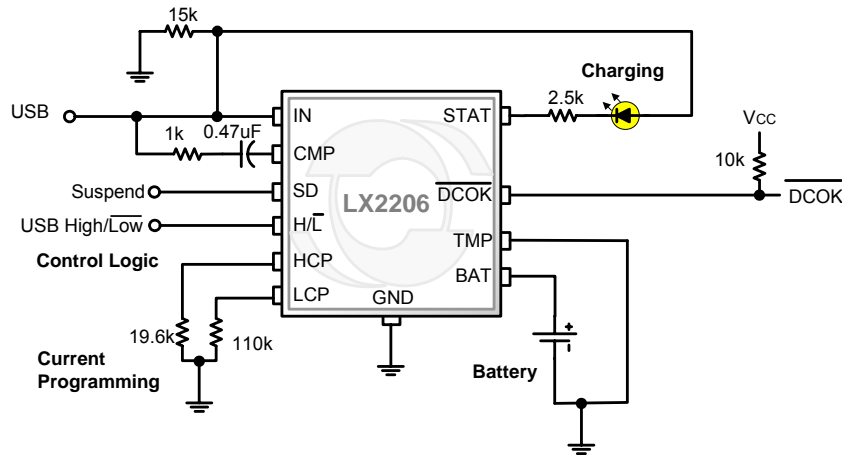 15k
Charging
USB
IN
STAT
2.5k
1k
0.47uF
CMP
VCC
10k
Suspend
SD
LX2206
DCOK
DCOK
USB High/Low
H/L
TMP
Control Logic
HCP
BAT
LCP
GND
19.6k
110k
+
-
Current
Programming
Battery